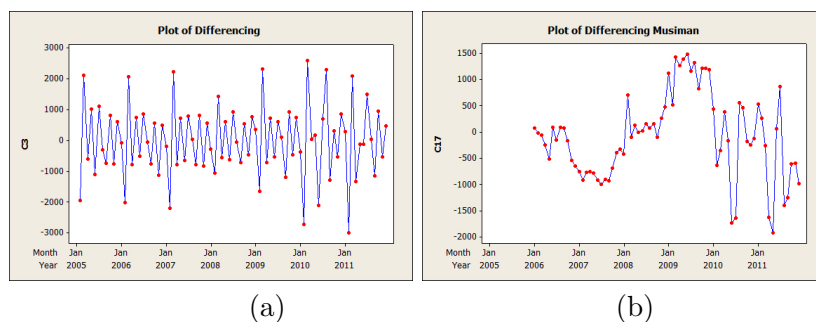 Plot of Differencing
3000
2000
1000
0
-1000
-2000
-3000
C3
Month Jan Jan Jan Jan Jan Jan Jan
Year 2005 2006 2007 2008 2009 2010 2011
(a)
Plot of Differencing Musiman
1500
1000
500
0
-500
-1000
-1500
-2000
C17
Month Jan Jan Jan Jan Jan Jan Jan
Year 2005 2006 2007 2008 2009 2010 2011
(b)